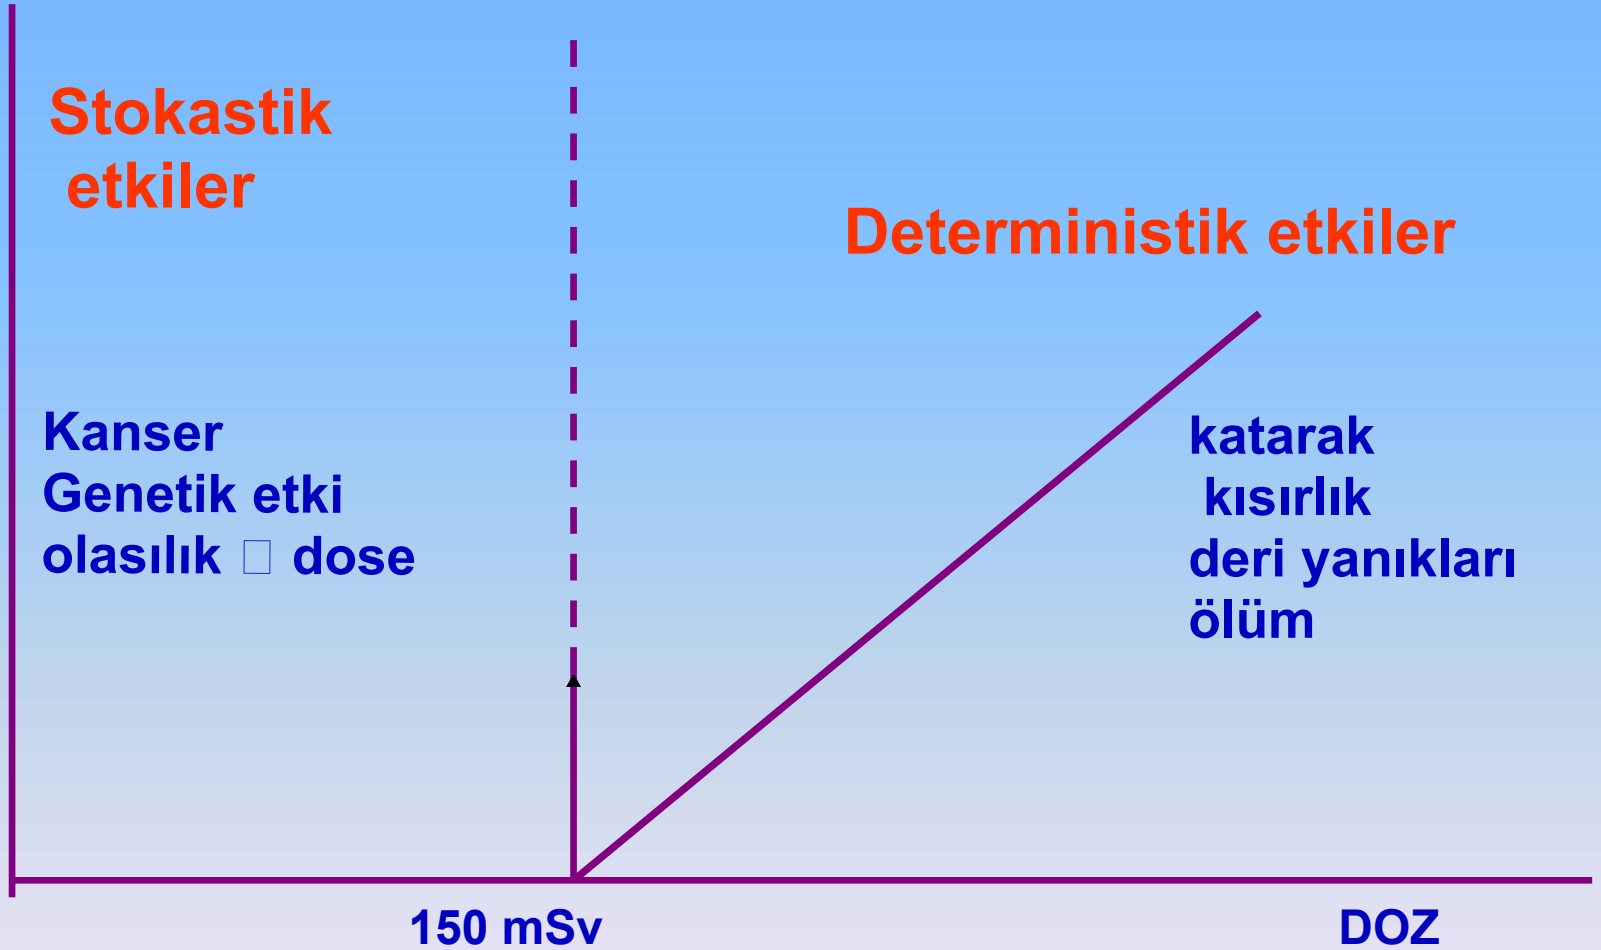 Stokastik
etkiler
Deterministik etkiler
Kanser
Genetik etki
olasılık □ dose
katarak
kısırlık
deri yanıkları
ölüm
150 mSv
DOZ